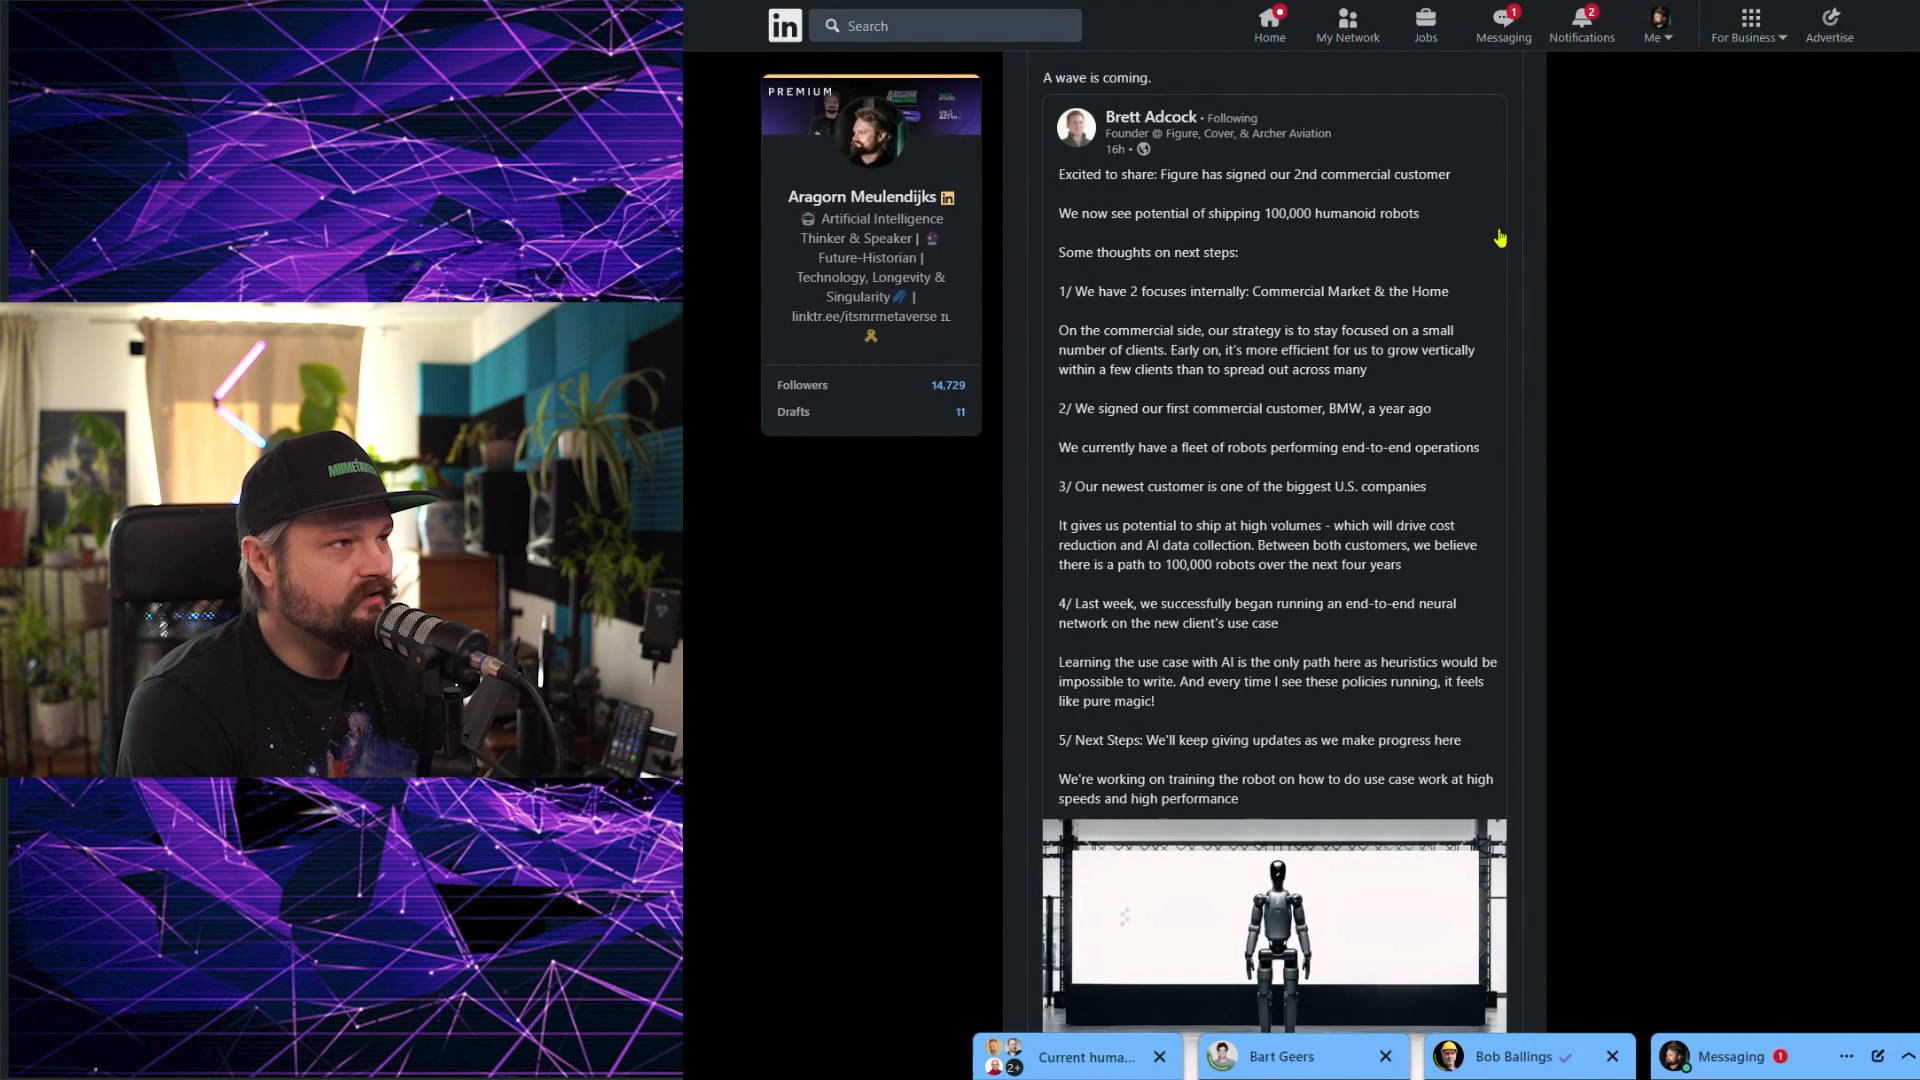 in
Search
Home
My Network
Jobs
1
Messaging
2
Notifications
Me
For Business
Advertise
PREMIUM
Aragorn Meulendijks in
Artificial Intelligence
Thinker & Speaker |
Future-Historian |
Technology, Longevity &
Singularity |
linktr.ee/itsmrmetaverse IL
Followers 14,729
Drafts 11
A wave is coming.
Brett Adcock • Following
Founder @ Figure, Cover, & Archer Aviation
16h •
Excited to share: Figure has signed our 2nd commercial customer
We now see potential of shipping 100,000 humanoid robots
Some thoughts on next steps:
1/ We have 2 focuses internally: Commercial Market & the Home
On the commercial side, our strategy is to stay focused on a small
number of clients. Early on, it's more efficient for us to grow vertically
within a few clients than to spread out across many
2/ We signed our first commercial customer, BMW, a year ago
We currently have a fleet of robots performing end-to-end operations
3/ Our newest customer is one of the biggest U.S. companies
It gives us potential to ship at high volumes - which will drive cost
reduction and AI data collection. Between both customers, we believe
there is a path to 100,000 robots over the next four years
4/ Last week, we successfully began running an end-to-end neural
network on the new client's use case
Learning the use case with AI is the only path here as heuristics would be
impossible to write. And every time I see these policies running, it feels
like pure magic!
5/ Next Steps: We'll keep giving updates as we make progress here
We're working on training the robot on how to do use case work at high
speeds and high performance
2+ Current huma...
Bart Geers
Bob Ballings
Messaging 1